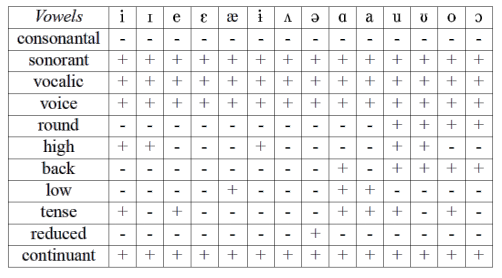 Vowels i ɪ e ɛ æ ɨ ʌ ə ɑ a u ʊ o ɔ
consonantal - - - - - - - - - - - - - -
sonorant + + + + + + + + + + + + + +
vocalic + + + + + + + + + + + + + +
voice + + + + + + + + + + + + + +
round - - - - - - - - - - + + + +
high + + - - - + - - - - + + - -
back - - - - - - - - + - + + + +
low - - - - + - - - + + - - - -
tense + - + - - - - - + + + - + -
reduced - - - - - - - + - - - - - -
continuant + + + + + + + + + + + + + +